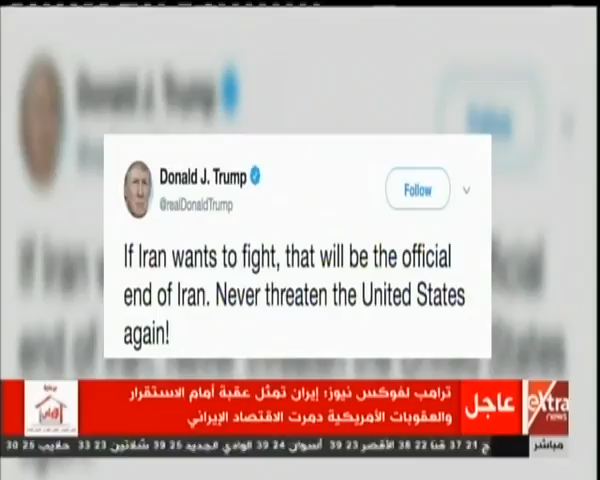 Donald J. Trump
@realDonaldTrump
Follow
If Iran wants to fight, that will be the official
end of Iran. Never threaten the United States
again!
عاجل
ترامب لفوكس نيوز: إيران تمثل عقبة أمام الاستقرار
والعقوبات الأمريكية دمرت الاقتصاد الإيراني
eXtra
news
مباشر
37 21 قنا 22 38 الأقصر 23 39 أسوان 24 39 الوادي الجديد 25 39 شلاتين 23 33 حلايب 25 30